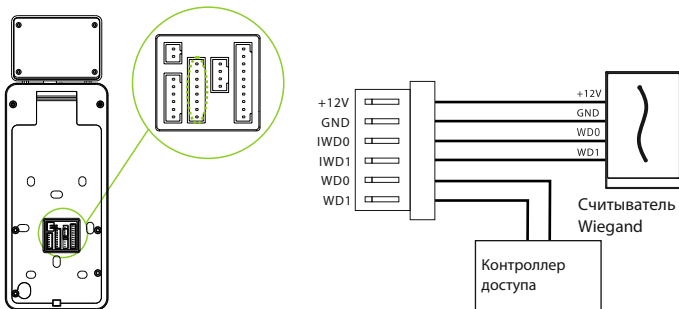 +12V
GND
IWD0
IWD1
WD0
WD1
+12V
GND
WD0
WD1
Считыватель
Wiegand
Контроллер
доступа